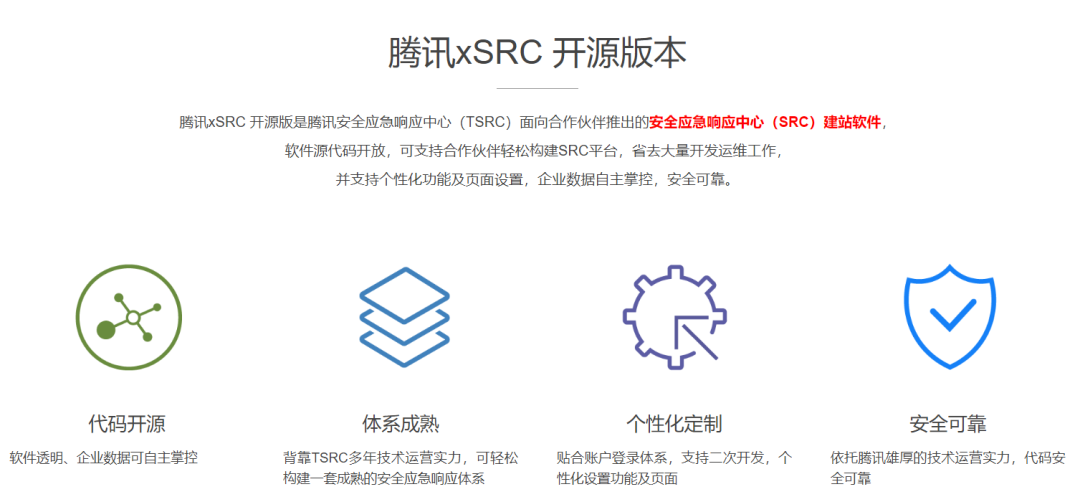 腾讯xSRC 开源版本
腾讯xSRC 开源版是腾讯安全应急响应中心（TSRC）面向合作伙伴推出的安全应急响应中心（SRC）建站软件，
软件源代码开放，可支持合作伙伴轻松构建SRC平台，省去大量开发运维工作，
并支持个性化功能及页面设置，企业数据自主掌控，安全可靠。
代码开源
软件透明、企业数据可自主掌控
体系成熟
背靠TSRC多年技术运营实力，可轻松
构建一套成熟的安全应急响应体系
个性化定制
贴合账户登录体系，支持二次开发，个
性化设置功能及页面
安全可靠
依托腾讯雄厚的技术运营实力，代码安
全可靠